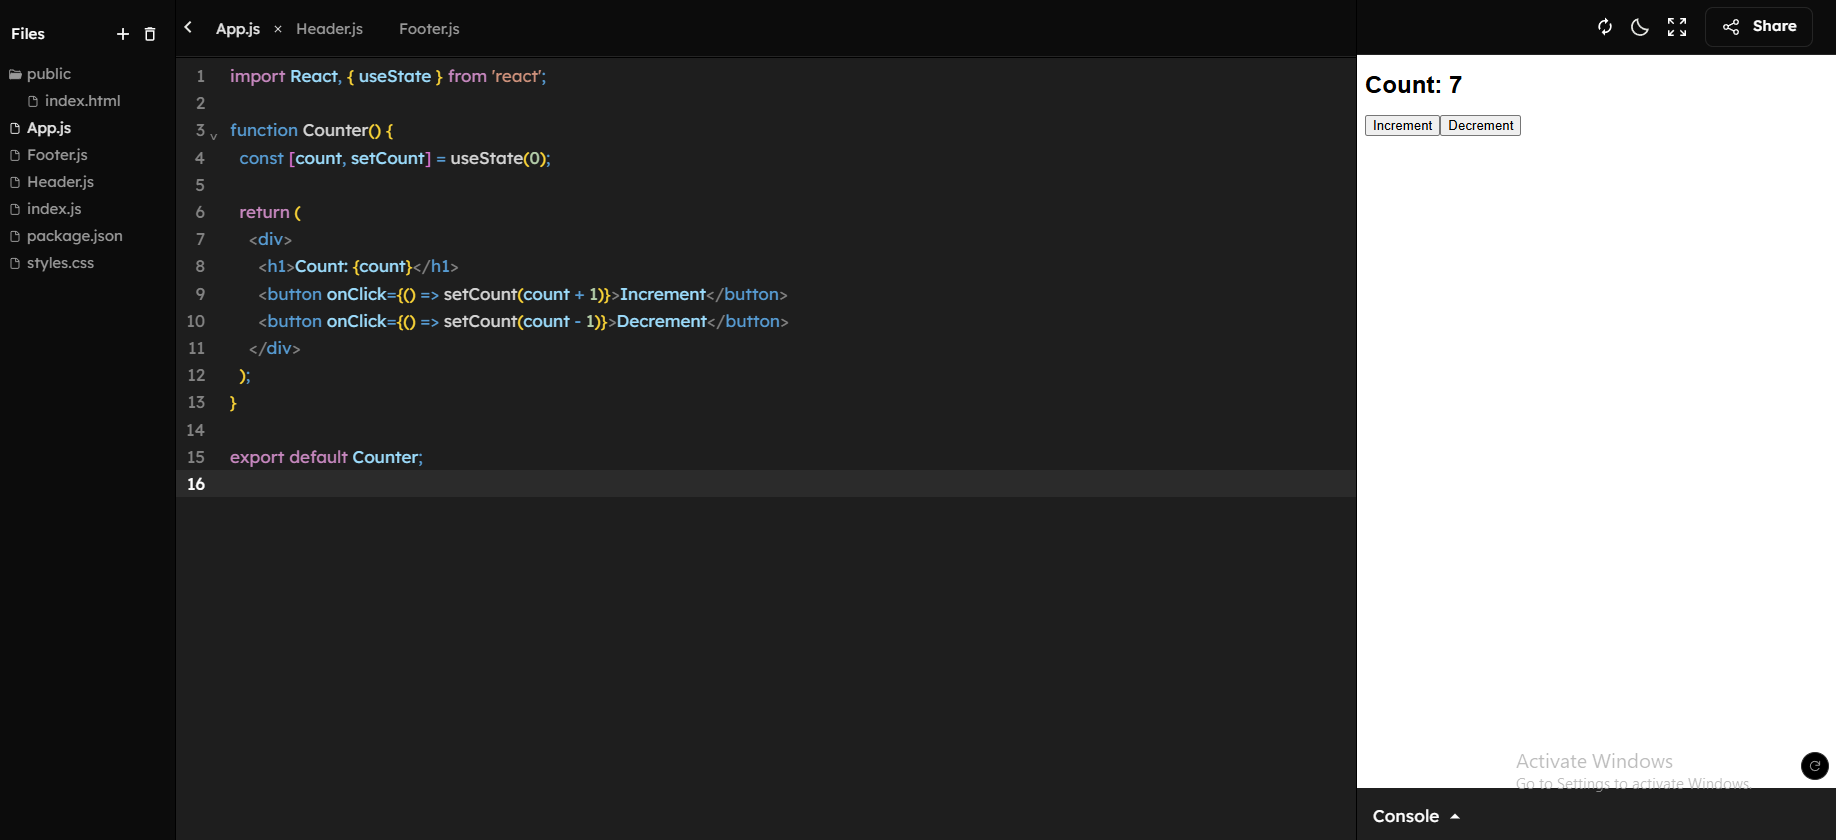 Files
public
index.html
App.js
Footer.js
Header.js
index.js
package.json
styles.css
App.js × Header.js Footer.js
1 import React, { useState } from 'react';
2
3 function Counter() {
4 const [count, setCount] = useState(0);
5
6 return (
7 <div>
8 <h1>Count: {count}</h1>
9 <button onClick={() => setCount(count + 1)}>Increment</button>
10 <button onClick={() => setCount(count - 1)}>Decrement</button>
11 </div>
12 );
13 }
14
15 export default Counter;
16
Share
Count: 7
Increment Decrement
Activate Windows
Go to Settings to activate Windows.
Console